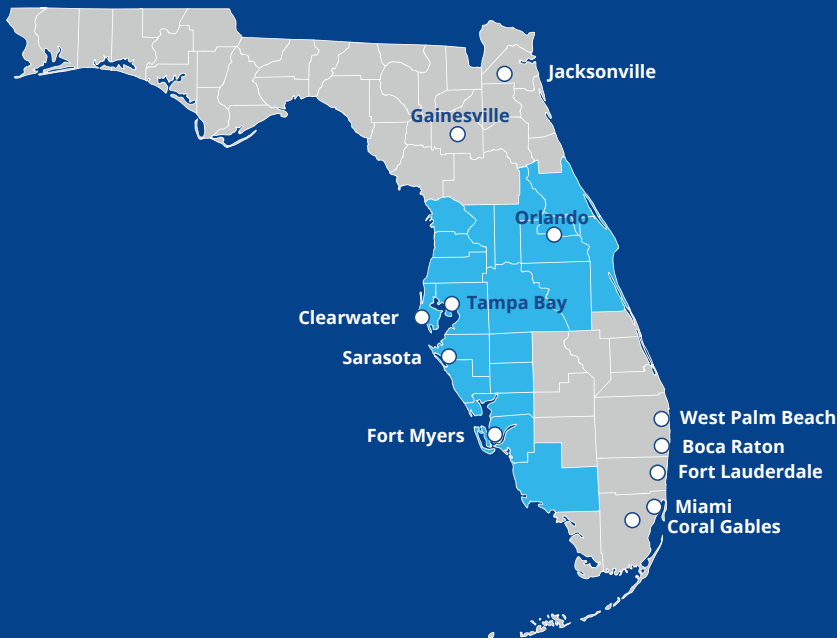 Jacksonville
Gainesville
Orlando
Tampa Bay
Clearwater
Sarasota
Fort Myers
West Palm Beach
Boca Raton
Fort Lauderdale
Miami
Coral Gables